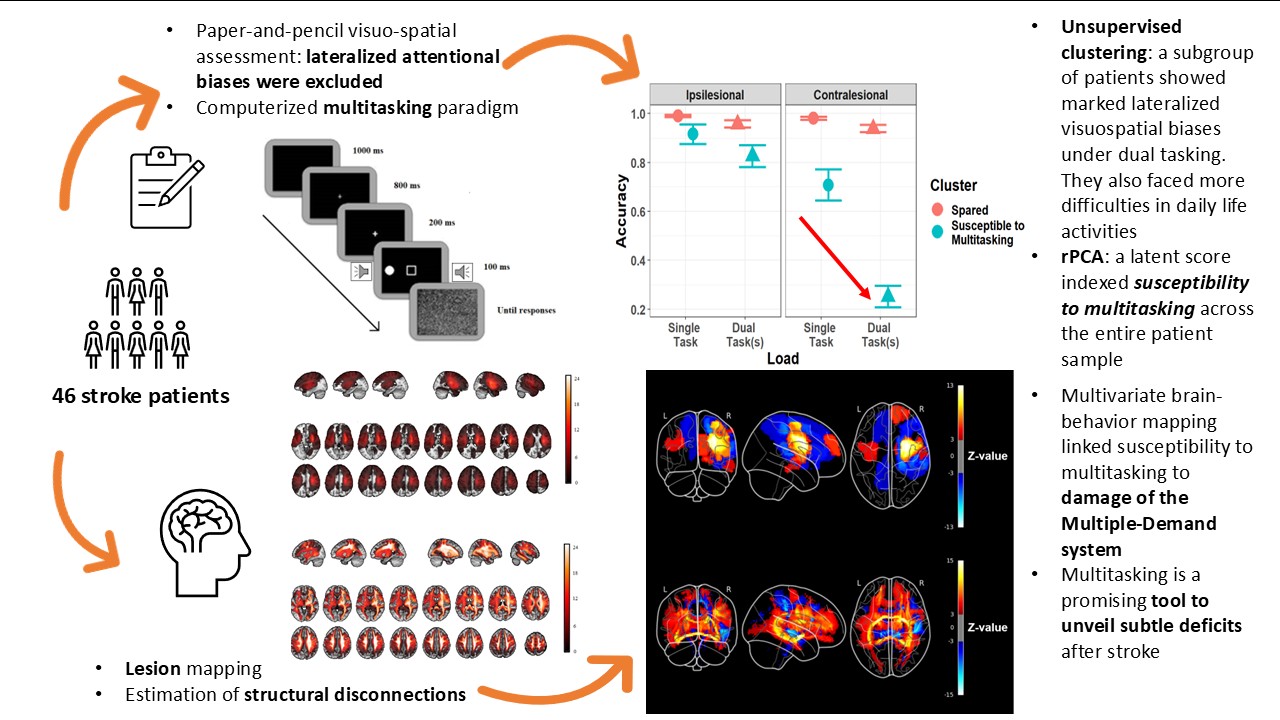 • Paper-and-pencil visuo-spatial
assessment: lateralized attentional
biases were excluded
• Computerized multitasking paradigm
1000 ms
800 ms
200 ms
100 ms
Until responses
46 stroke patients
24
18
12
6
0
24
18
12
6
0
• Lesion mapping
• Estimation of structural disconnections
Ipsilesional
Contralesional
1.0
0.8
0.6
0.4
0.2
Accuracy
Single
Task
Dual
Task(s)
Single
Task
Dual
Task(s)
Load
Cluster
Spared
Susceptible to
Multitasking
L
R
L
R
13
3
0
-3
-13
Z-value
L
R
L
R
15
3
0
-3
-15
Z-value
• Unsupervised
clustering: a subgroup
of patients showed
marked lateralized
visuospatial biases
under dual tasking.
They also faced more
difficulties in daily life
activities
• rPCA: a latent score
indexed susceptibility
to multitasking across
the entire patient
sample
• Multivariate brain-
behavior mapping
linked susceptibility to
multitasking to
damage of the
Multiple-Demand
system
• Multitasking is a
promising tool to
unveil subtle deficits
after stroke